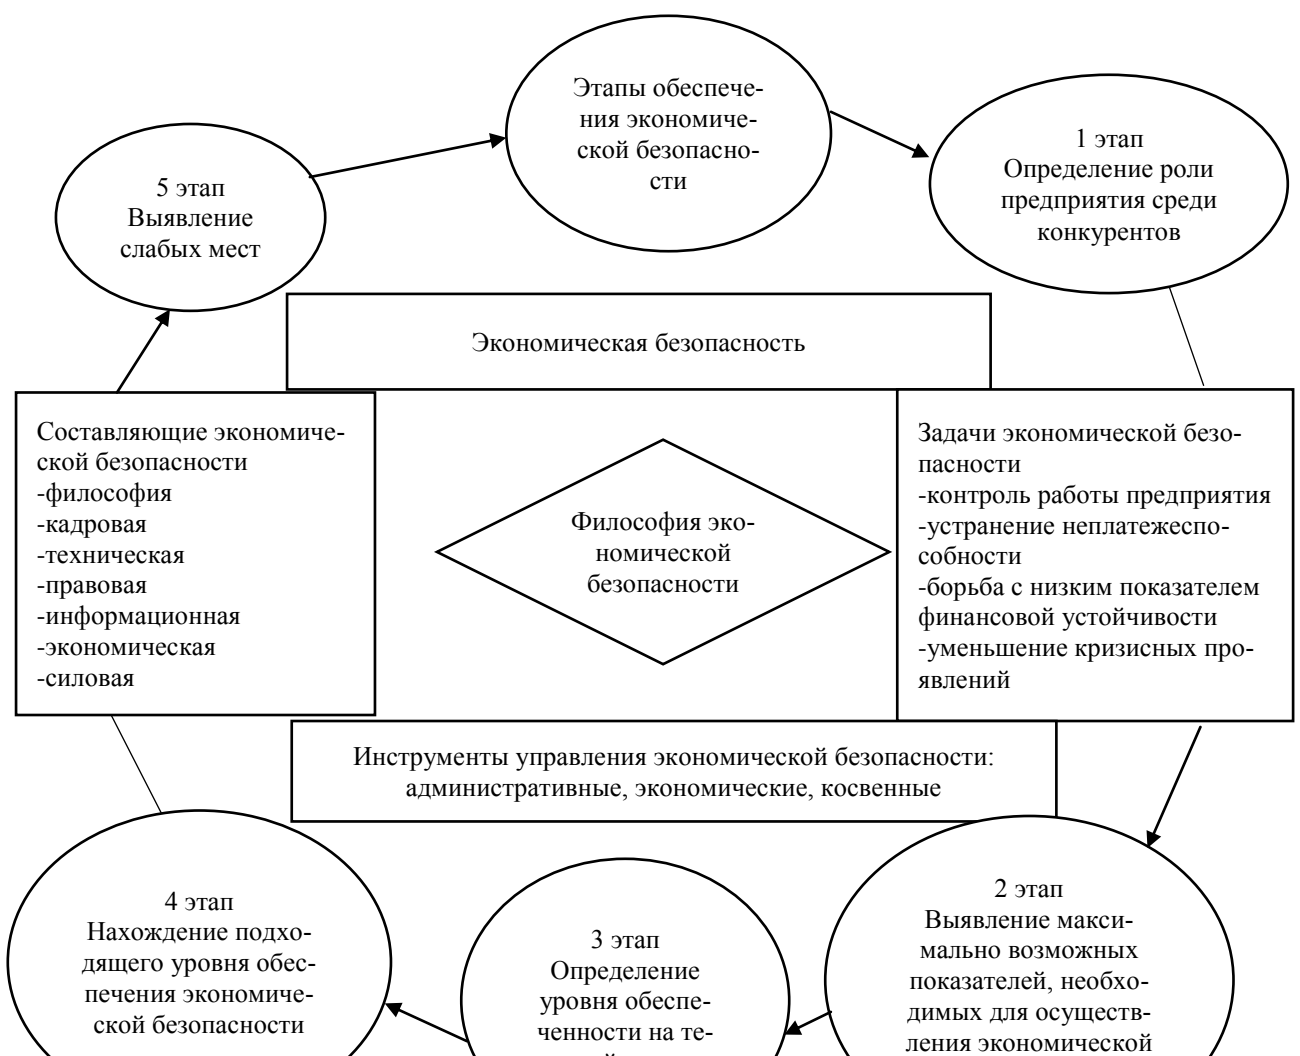 Этапы обеспече-
ния экономиче-
ской безопасно-
сти
1 этап
Определение роли
предприятия среди
конкурентов
5 этап
Выявление
слабых мест
Экономическая безопасность
Составляющие экономиче-
ской безопасности
-философия
-кадровая
-техническая
-правовая
-информационная
-экономическая
-силовая
Философия эко-
номической
безопасности
Задачи экономической безо-
пасности
-контроль работы предприятия
-устранение неплатежеспо-
собности
-борьба с низким показателем
финансовой устойчивости
-уменьшение кризисных про-
явлений
Инструменты управления экономической безопасности:
административные, экономические, косвенные
4 этап
Нахождение подхо-
дящего уровня обес-
печения экономиче-
ской безопасности
3 этап
Определение
уровня обеспе-
ченности на те-
2 этап
Выявление макси-
мально возможных
показателей, необхо-
димых для осуществ-
ления экономической